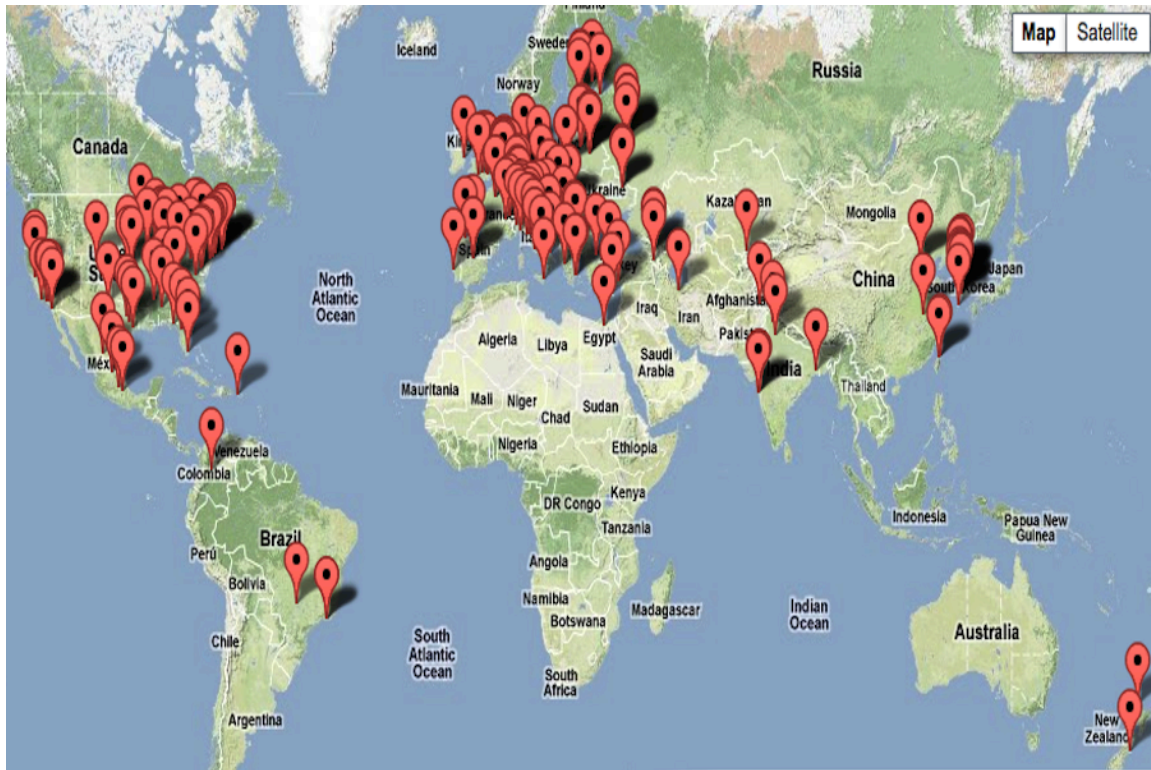 Finland
Map
Satellite
Iceland
Sweden
Russia
Norway
Canada
Ukraine
Kazakhstan
Mongolia
Spain
China
Japan
South Korea
North
Atlantic
Ocean
Afghanistan
Iraq
Iran
Algeria
Libya
Egypt
Saudi
Arabia
India
Thailand
Mauritania
Mali
Niger
Chad
Sudan
Nigeria
Ethiopia
Venezuela
Colombia
DR Congo
Kenya
Tanzania
Indonesia
Papua New
Guinea
Brazil
Perú
Bolivia
Angola
Namibia
Botswana
Madagascar
Indian
Ocean
Chile
South
Atlantic
Ocean
South
Africa
Australia
Argentina
New
Zealand